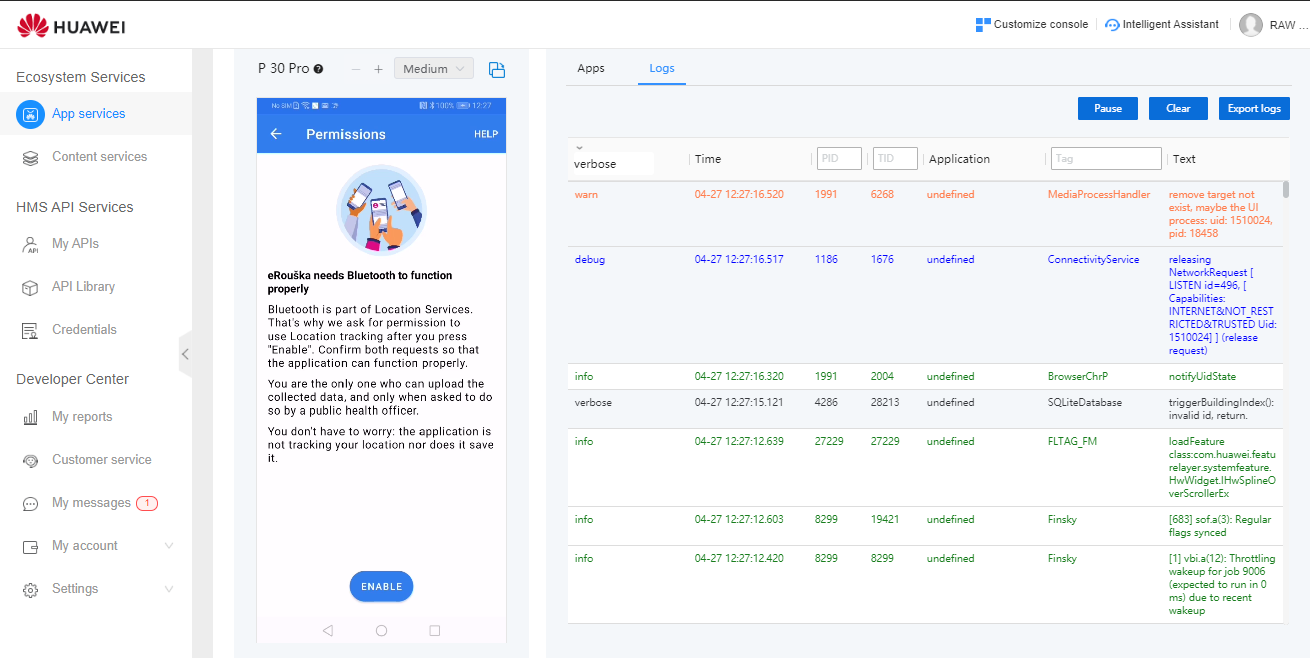 HUAWEI
Customize console
Intelligent Assistant
RAW ...
Ecosystem Services
App services
Content services
HMS API Services
My APIs
API Library
Credentials
Developer Center
My reports
Customer service
My messages 1
My account
Settings
P 30 Pro
Medium
No SIM
100% 12:27
Permissions
HELP
eRouška needs Bluetooth to function
properly
Bluetooth is part of Location Services.
That's why we ask for permission to
use Location tracking after you press
"Enable". Confirm both requests so that
the application can function properly.
You are the only one who can upload the
collected data, and only when asked to do
so by a public health officer.
You don't have to worry: the application is
not tracking your location nor does it save
it.
ENABLE
Apps Logs
Pause Clear Export logs
verbose Time PID TID Application Tag Text
warn 04-27 12:27:16.520 1991 6268 undefined MediaProcessHandler remove target not
exist, maybe the UI
process: uid: 1510024,
pid: 18458
debug 04-27 12:27:16.517 1186 1676 undefined ConnectivityService releasing
NetworkRequest [
LISTEN id=496, [
Capabilities:
INTERNET&NOT_REST
RICTED&TRUSTED Uid:
1510024] ] (release
request)
info 04-27 12:27:16.320 1991 2004 undefined BrowserChrP notifyUidState
verbose 04-27 12:27:15.121 4286 28213 undefined SQLiteDatabase triggerBuildingIndex():
invalid id, return.
info 04-27 12:27:12.639 27229 27229 undefined FLTAG_FM loadFeature
class:com.huawei.featu
relayer.systemfeature.
HwWidget.IHwSplineO
verScrollerEx
info 04-27 12:27:12.603 8299 19421 undefined Finsky [683] sof.a(3): Regular
flags synced
info 04-27 12:27:12.420 8299 8299 undefined Finsky [1] vbi.a(12): Throttling
wakeup for job 9006
(expected to run in 0
ms) due to recent
wakeup